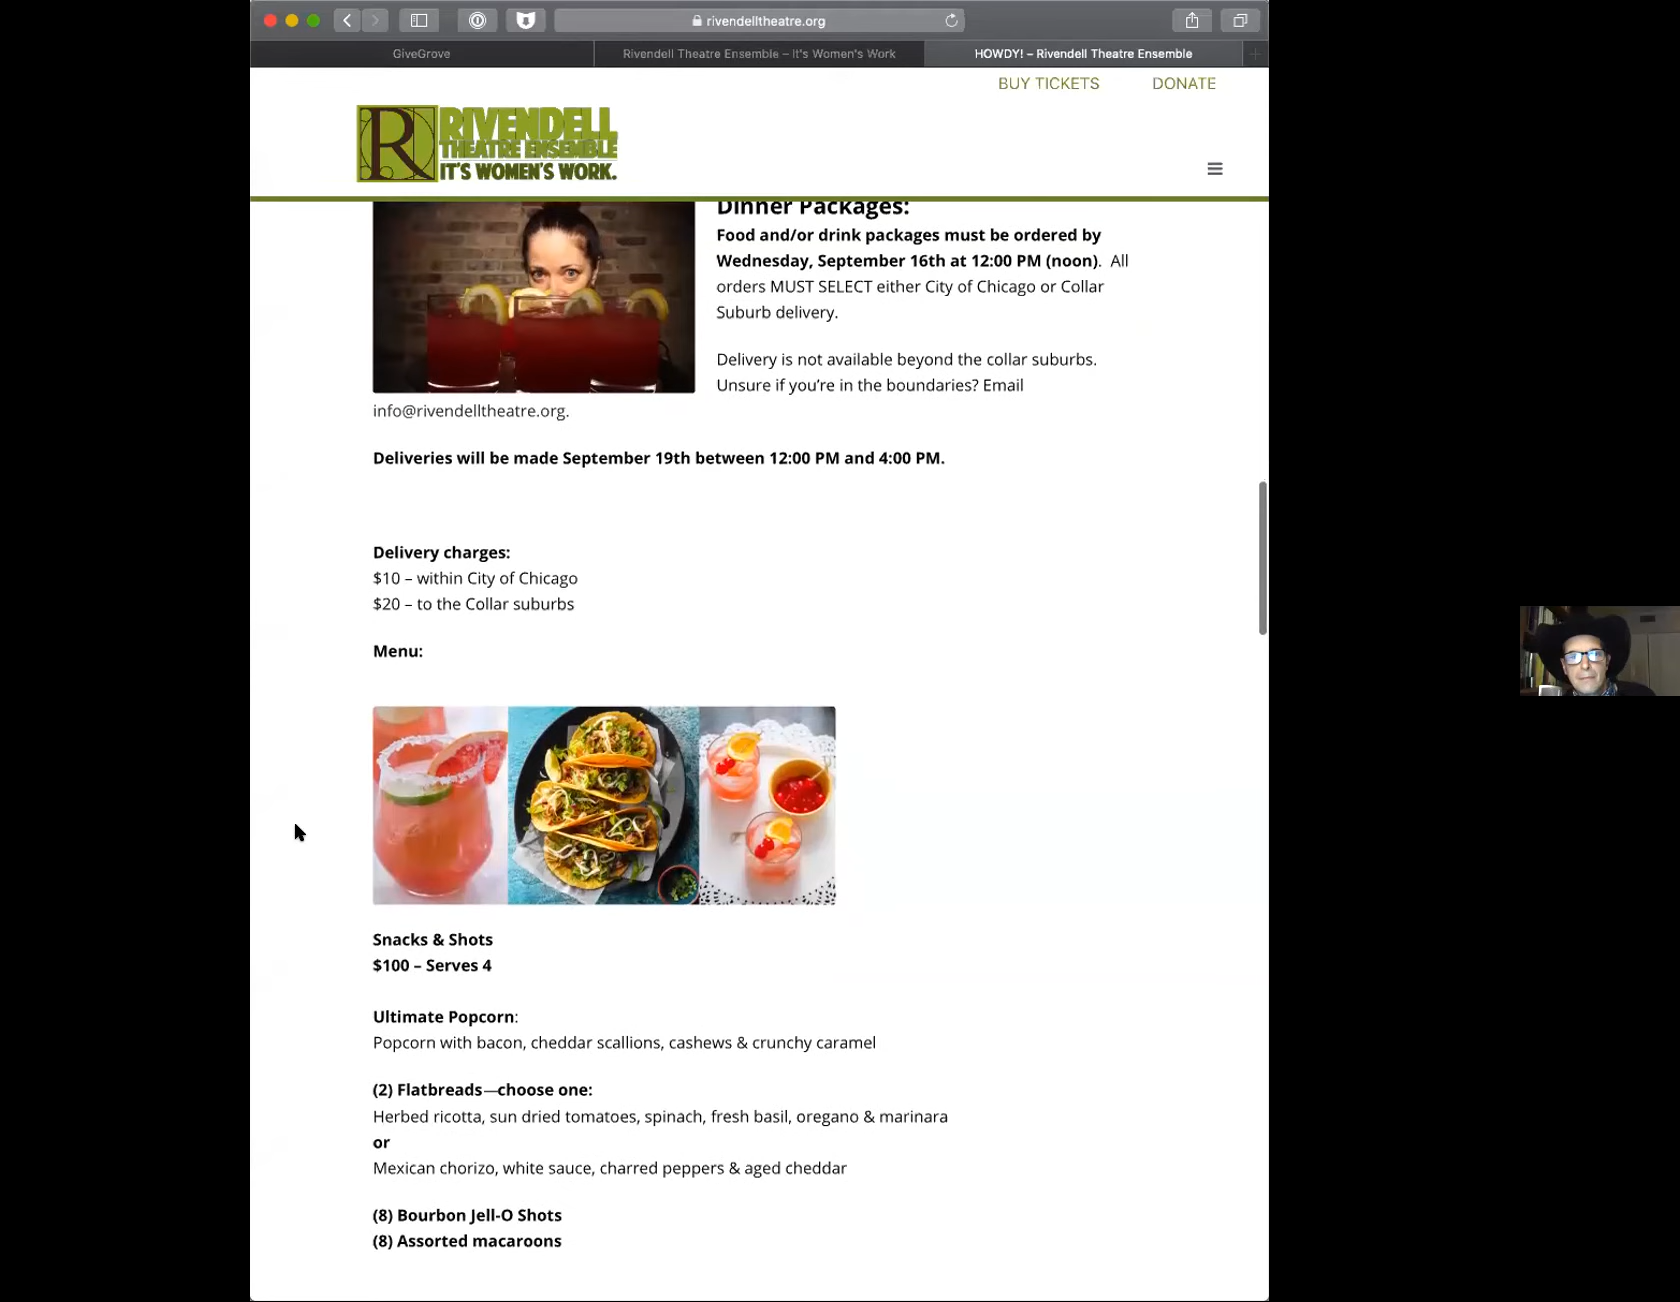 rivendelltheatre.org
GiveGrove
Rivendell Theatre Ensemble – It's Women's Work
HOWDY! – Rivendell Theatre Ensemble
BUY TICKETS
DONATE
R
RIVENDELL
THEATRE ENSEMBLE
IT'S WOMEN'S WORK.
Dinner Packages:
Food and/or drink packages must be ordered by
Wednesday, September 16th at 12:00 PM (noon). All
orders MUST SELECT either City of Chicago or Collar
Suburb delivery.
Delivery is not available beyond the collar suburbs.
Unsure if you’re in the boundaries? Email
info@rivendelltheatre.org.
Deliveries will be made September 19th between 12:00 PM and 4:00 PM.
Delivery charges:
$10 – within City of Chicago
$20 – to the Collar suburbs
Menu:
Snacks & Shots
$100 – Serves 4
Ultimate Popcorn:
Popcorn with bacon, cheddar scallions, cashews & crunchy caramel
(2) Flatbreads—choose one:
Herbed ricotta, sun dried tomatoes, spinach, fresh basil, oregano & marinara
or
Mexican chorizo, white sauce, charred peppers & aged cheddar
(8) Bourbon Jell-O Shots
(8) Assorted macaroons